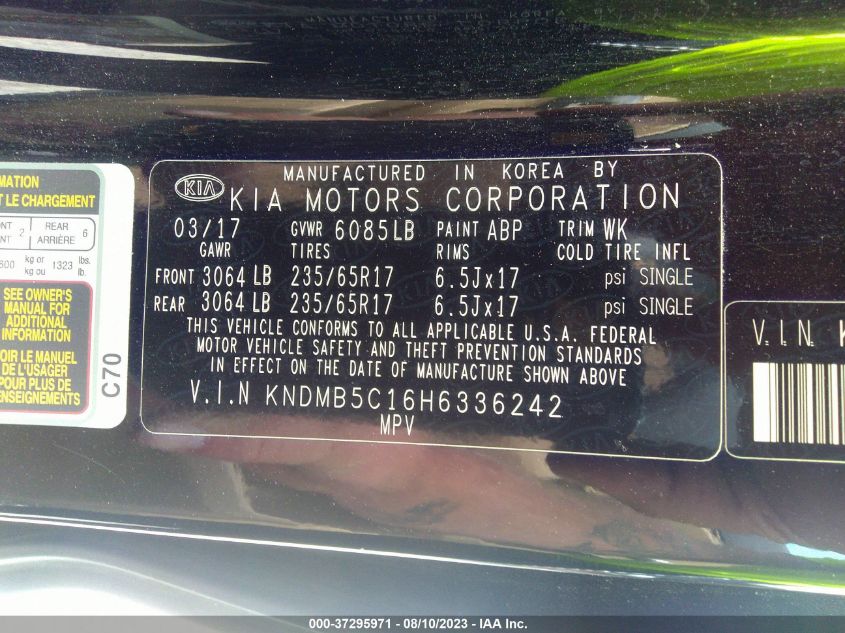 MANUFACTURED IN KOREA BY
KIA KIA MOTORS CORPORATION
03/17 GVWR 6085LB PAINT ABP TRIM WK
GAWR TIRES RIMS COLD TIRE INFL
FRONT 3064 LB 235/65R17 6.5Jx17 psi SINGLE
REAR 3064 LB 235/65R17 6.5Jx17 psi SINGLE
THIS VEHICLE CONFORMS TO ALL APPLICABLE U.S.A. FEDERAL
MOTOR VEHICLE SAFETY AND THEFT PREVENTION STANDARDS
IN EFFECT ON THE DATE OF MANUFACTURE SHOWN ABOVE
V.I.N KNDMB5C16H6336242
MPV
MATION
LE CHARGEMENT
2 REAR 6
ARRIÈRE
kg or 1323 lbs.
kg ou lb.
SEE OWNER'S
MANUAL FOR
ADDITIONAL
INFORMATION
OIR LE MANUEL
DE L'USAGER
POUR PLUS DE
ENSEIGNEMENTS
C70
V.I.N. K
000-37295971 - 08/10/2023 - IAA Inc.